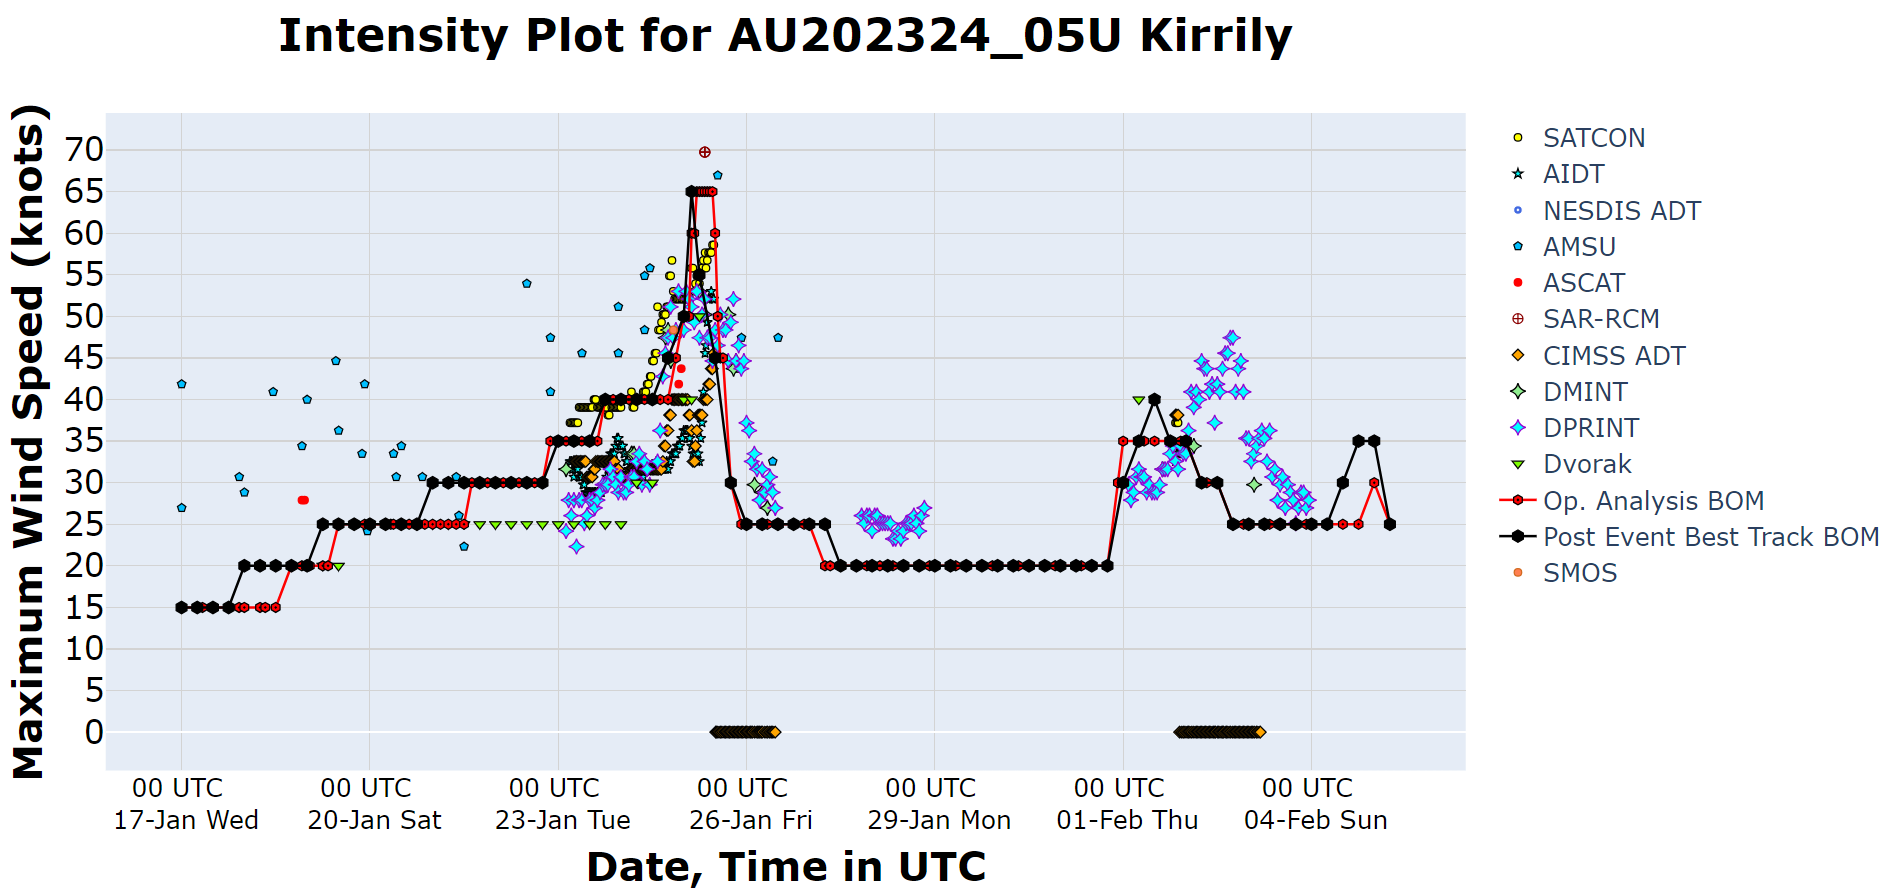 Intensity Plot for AU202324_05U Kirrily
Maximum Wind Speed (knots)
70
65
60
55
50
45
40
35
30
25
20
15
10
5
0
00 UTC
17-Jan Wed
00 UTC
20-Jan Sat
00 UTC
23-Jan Tue
00 UTC
26-Jan Fri
00 UTC
29-Jan Mon
00 UTC
01-Feb Thu
00 UTC
04-Feb Sun
Date, Time in UTC
SATCON
AIDT
NESDIS ADT
AMSU
ASCAT
SAR-RCM
CIMSS ADT
DMINT
DPRINT
Dvorak
Op. Analysis BOM
Post Event Best Track BOM
SMOS